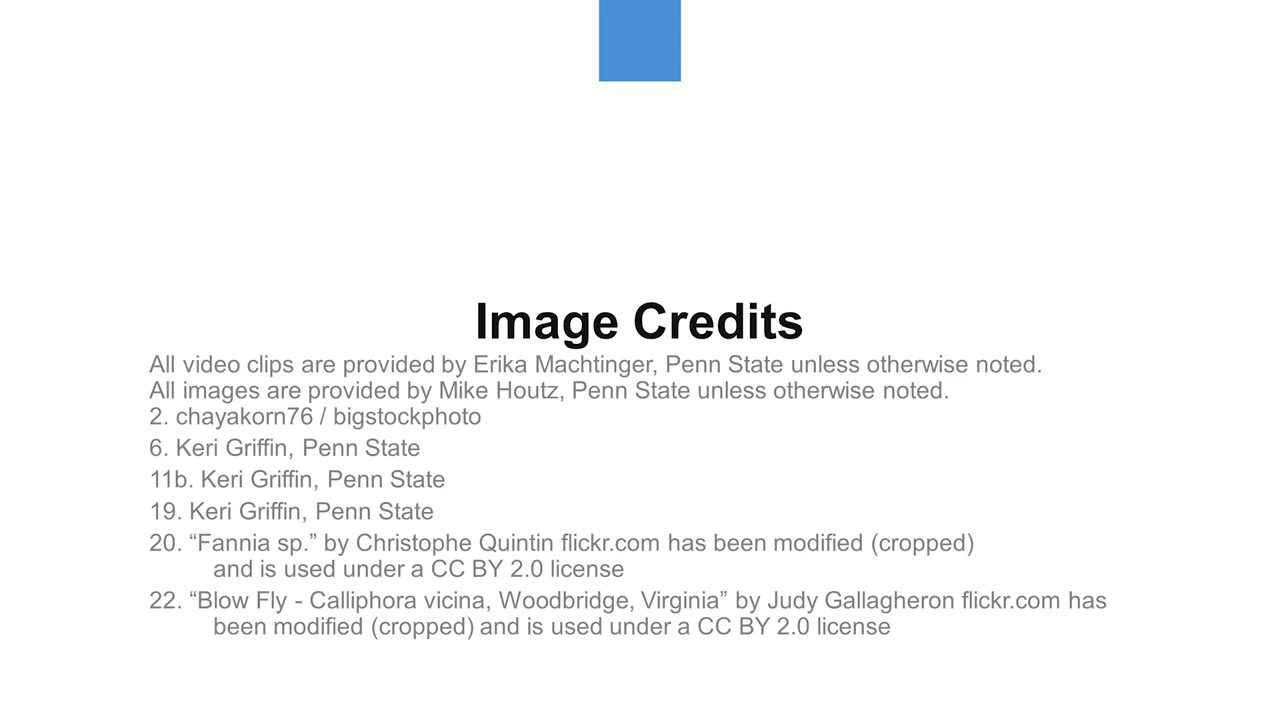 Image Credits
All video clips are provided by Erika Machtinger, Penn State unless otherwise noted.
All images are provided by Mike Houtz, Penn State unless otherwise noted.
2. chayakorn76 / bigstockphoto
6. Keri Griffin, Penn State
11b. Keri Griffin, Penn State
19. Keri Griffin, Penn State
20. “Fannia sp.” by Christophe Quintin flickr.com has been modified (cropped)
and is used under a CC BY 2.0 license
22. “Blow Fly - Calliphora vicina, Woodbridge, Virginia” by Judy Gallagheron flickr.com has
been modified (cropped) and is used under a CC BY 2.0 license